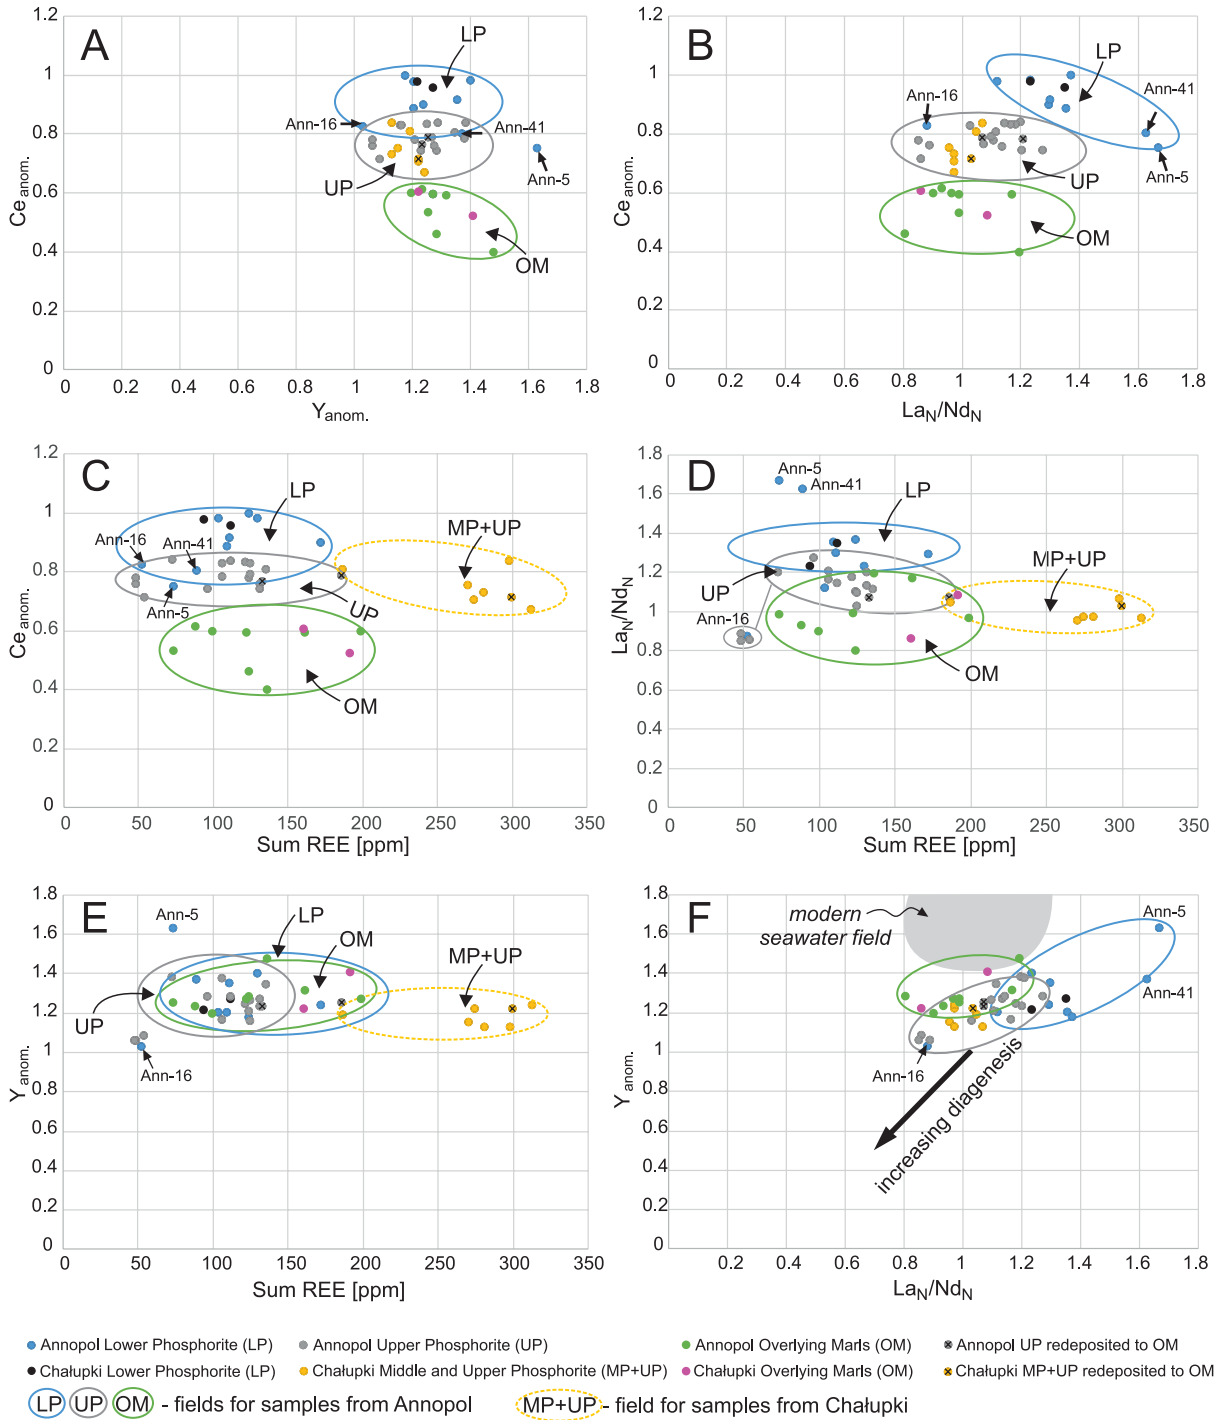 A
Ce anom.
1.2
1
0.8
0.6
0.4
0.2
0
0 0.2 0.4 0.6 0.8 1 1.2 1.4 1.6 1.8
Y anom.
LP
Ann-16
Ann-41
Ann-5
UP
OM
B
Ce anom.
1.2
1
0.8
0.6
0.4
0.2
0
0 0.2 0.4 0.6 0.8 1 1.2 1.4 1.6 1.8
LaN/NdN
LP
Ann-16
Ann-41
Ann-5
UP
OM
C
Ce anom.
1.2
1
0.8
0.6
0.4
0.2
0
0 50 100 150 200 250 300 350
Sum REE [ppm]
LP
MP+UP
Ann-16
Ann-41
Ann-5
UP
OM
D
LaN/NdN
1.8
1.6
1.4
1.2
1
0.8
0.6
0.4
0.2
0
0 50 100 150 200 250 300 350
Sum REE [ppm]
Ann-5
Ann-41
LP
MP+UP
UP
Ann-16
OM
E
Y anom.
1.8
1.6
1.4
1.2
1
0.8
0.6
0.4
0.2
0
0 50 100 150 200 250 300 350
Sum REE [ppm]
Ann-5
LP
OM
MP+UP
UP
Ann-16
F
Y anom.
1.8
1.6
1.4
1.2
1
0.8
0.6
0.4
0.2
0
0.2 0.4 0.6 0.8 1 1.2 1.4 1.6 1.8
LaN/NdN
modern
seawater field
Ann-5
Ann-41
Ann-16
increasing diagenesis
Annopol Lower Phosphorite (LP) Annopol Upper Phosphorite (UP) Annopol Overlying Marls (OM) Annopol UP redeposited to OM
Chałupki Lower Phosphorite (LP) Chałupki Middle and Upper Phosphorite (MP+UP) Chałupki Overlying Marls (OM) Chałupki MP+UP redeposited to OM
LP UP OM - fields for samples from Annopol MP+UP - field for samples from Chałupki